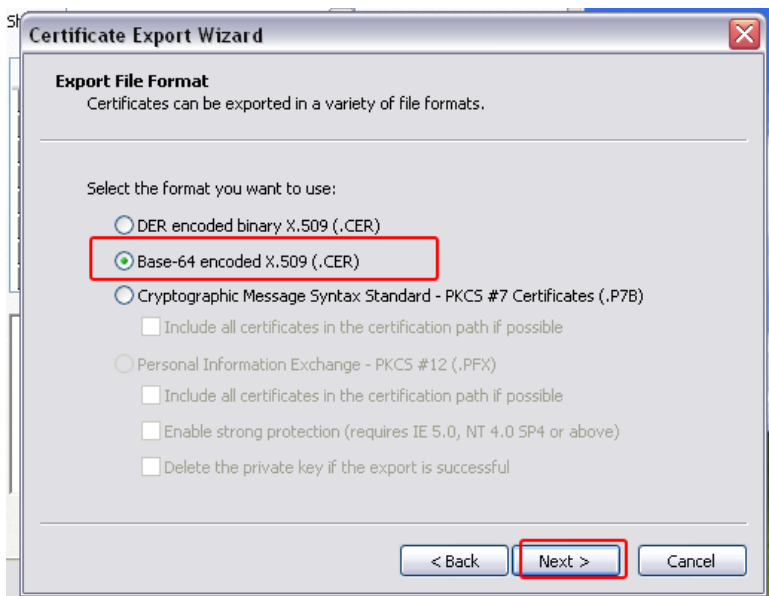 Certificate Export Wizard
Export File Format
Certificates can be exported in a variety of file formats.
Select the format you want to use:
DER encoded binary X.509 (.CER)
Base-64 encoded X.509 (.CER)
Cryptographic Message Syntax Standard - PKCS #7 Certificates (.P7B)
Include all certificates in the certification path if possible
Personal Information Exchange - PKCS #12 (.PFX)
Include all certificates in the certification path if possible
Enable strong protection (requires IE 5.0, NT 4.0 SP4 or above)
Delete the private key if the export is successful
< Back Next > Cancel